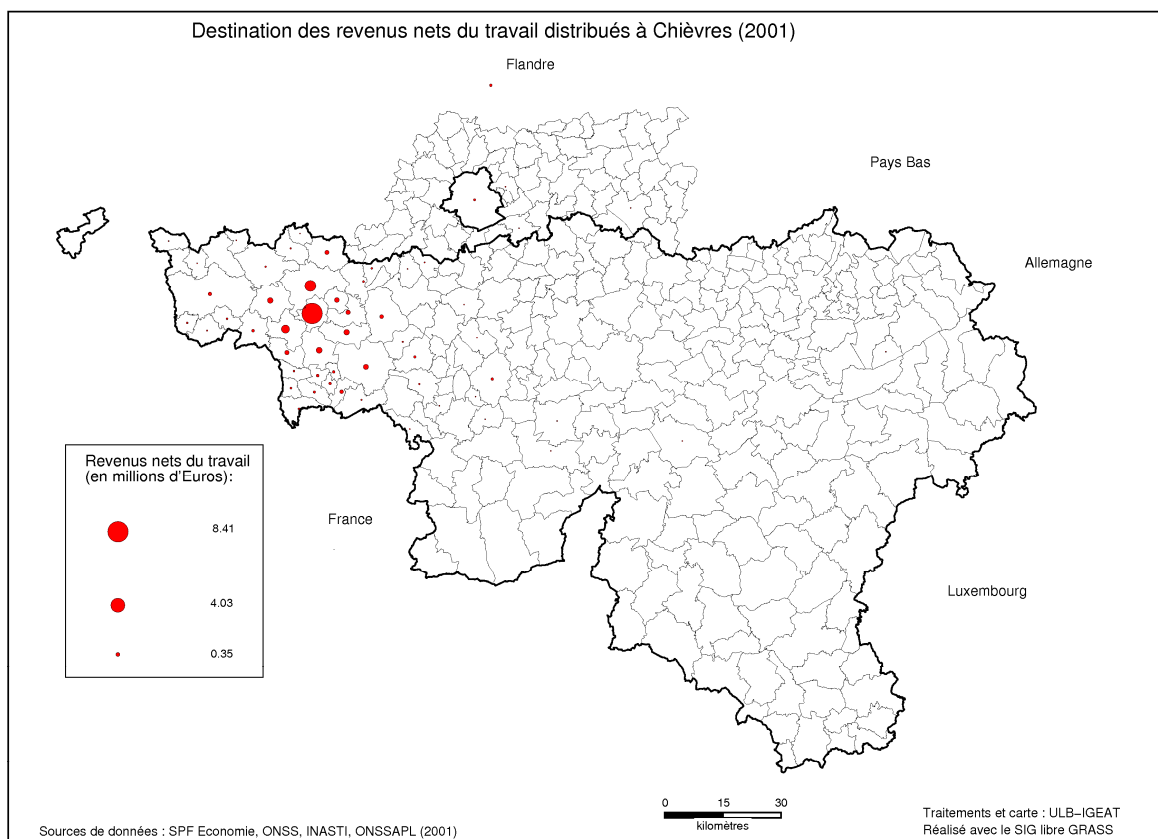 Destination des revenus nets du travail distribués à Chièvres (2001)
Flandre
Pays Bas
Allemagne
Revenus nets du travail
(en millions d'Euros):
8.41
4.03
0.35
France
Luxembourg
0 15 30
kilomètres
Sources de données : SPF Economie, ONSS, INASTI, ONSSAPL (2001)
Traitements et carte : ULB-IGEAT
Réalisé avec le SIG libre GRASS